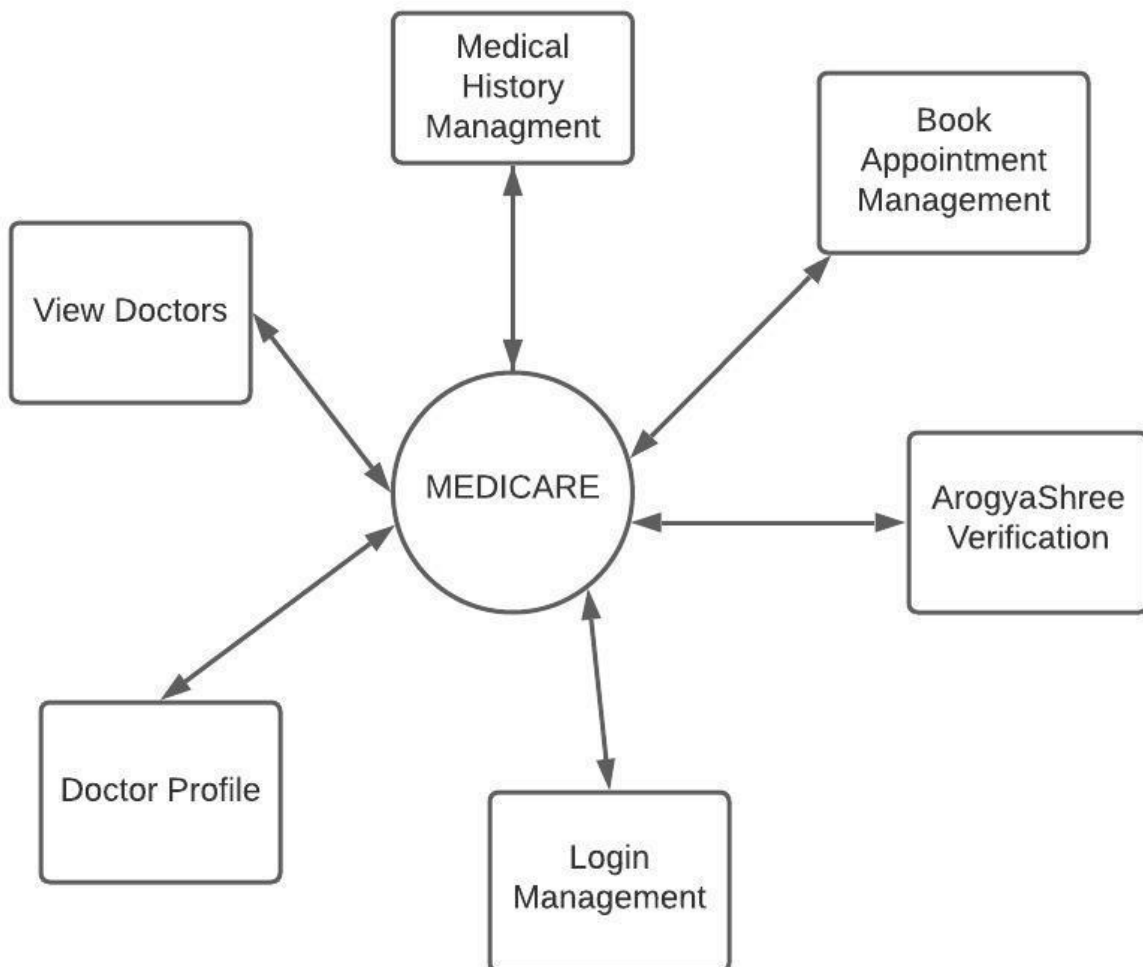 Medical
History
Managment
Book
Appointment
Management
View Doctors
MEDICARE
ArogyaShree
Verification
Doctor Profile
Login
Management